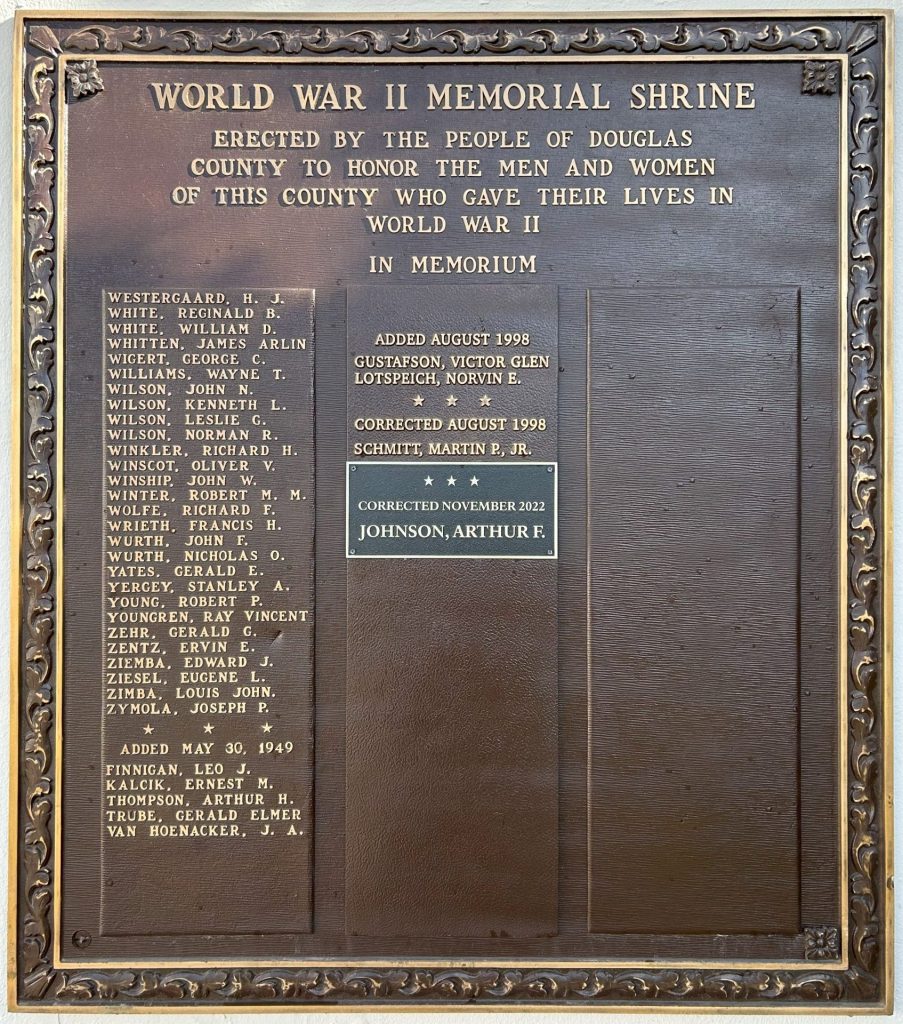 WORLD WAR II MEMORIAL SHRINE
ERECTED BY THE PEOPLE OF DOUGLAS
COUNTY TO HONOR THE MEN AND WOMEN
OF THIS COUNTY WHO GAVE THEIR LIVES IN
WORLD WAR II
IN MEMORIUM
WESTERGAARD, H. J.
WHITE, REGINALD B.
WHITE, WILLIAM D.
WHITTEN, JAMES ARLIN
WIGERT, GEORGE C.
WILLIAMS, WAYNE T.
WILSON, JOHN N.
WILSON, KENNETH L.
WILSON, LESLIE G.
WILSON, NORMAN R.
WINKLER, RICHARD H.
WINSCOT, OLIVER V.
WINSHIP, JOHN W.
WINTER, ROBERT M. M.
WOLFE, RICHARD F.
WRIETH, FRANCIS H.
WURTH, JOHN F.
WURTH, NICHOLAS O.
YATES, GERALD E.
YERGEY, STANLEY A.
YOUNG, ROBERT P.
YOUNGREN, RAY VINCENT
ZEHR, GERALD G.
ZENTZ, ERVIN E.
ZIEMBA, EDWARD J.
ZIESEL, EUGENE L.
ZIMBA, LOUIS JOHN.
ZYMOLA, JOSEPH P.
★ ★ ★
ADDED MAY 30, 1949
FINNIGAN, LEO J.
KALCIK, ERNEST M.
THOMPSON, ARTHUR H.
TRUBE, GERALD ELMER
VAN HOENACKER, J. A.
ADDED AUGUST 1998
GUSTAFSON, VICTOR GLEN
LOTSPEICH, NORVIN E.
★ ★ ★
CORRECTED AUGUST 1998
SCHMITT, MARTIN P., JR.
★ ★ ★
CORRECTED NOVEMBER 2022
JOHNSON, ARTHUR F.